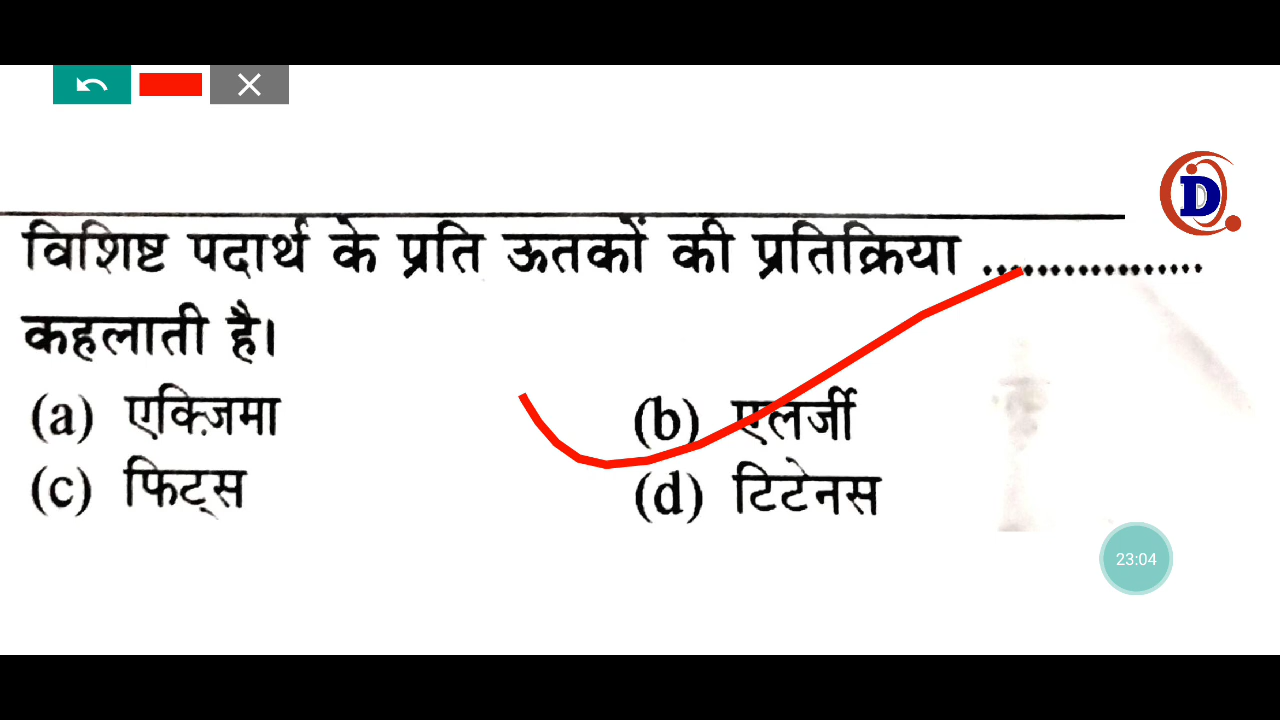 विशिष्ट पदार्थ के प्रति ऊतकों की प्रतिक्रिया .................
कहलाती है।
(a) एक्ज़िमा (b) एलर्जी
(c) फिट्स (d) टिटेनस
D
23:04